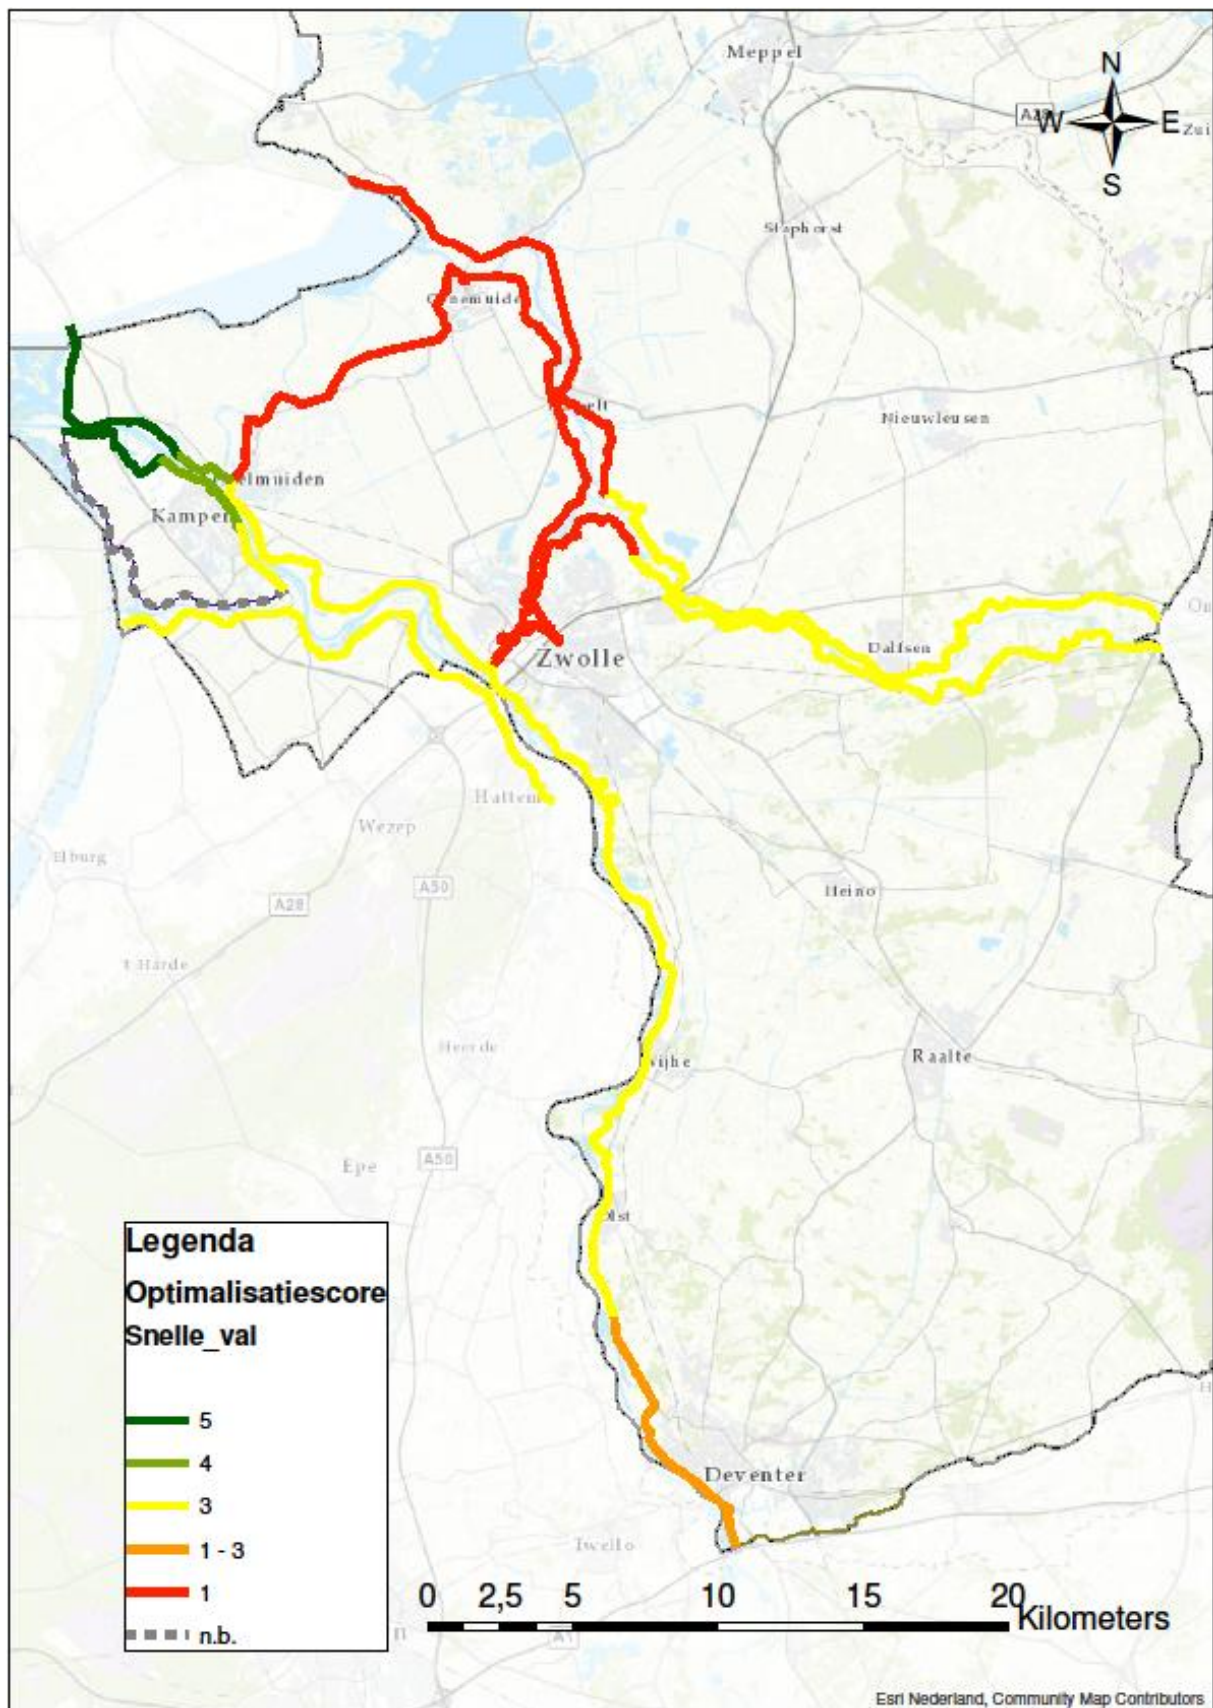 Meppel
N
A28
W
E
Zui
S
Staphorst
Nieuwleusen
Kampen
Zwolle
Dalfsen
Hattem
Wezep
Elburg
A50
Heino
A28
't Harde
Heerde
Raalte
A50
Epe
Legenda
Optimalisatiescore
Snelle_val
5
4
3
1 - 3
1
n.b.
Deventer
Twello
0 2,5 5 10 15 20
Kilometers
A1
Esri Nederland, Community Map Contributors